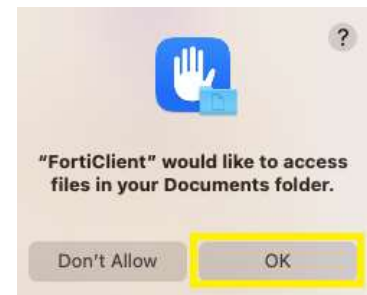 ?
"FortiClient" would like to access
files in your Documents folder.
Don't Allow
OK